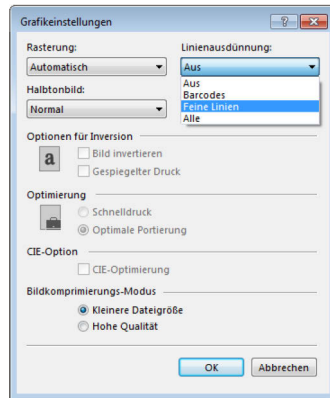 Grafikeinstellungen
Rasterung:
Linienausdünnung:
Automatisch
Aus
Aus
Barcodes
Feine Linien
Alle
Halbtonbild:
Normal
Optionen für Inversion
a
Bild invertieren
Gespiegelter Druck
Optimierung
Schnelldruck
Optimale Portierung
CIE-Option
CIE-Optimierung
Bildkomprimierungs-Modus
Kleinere Dateigröße
Hohe Qualität
OK
Abbrechen